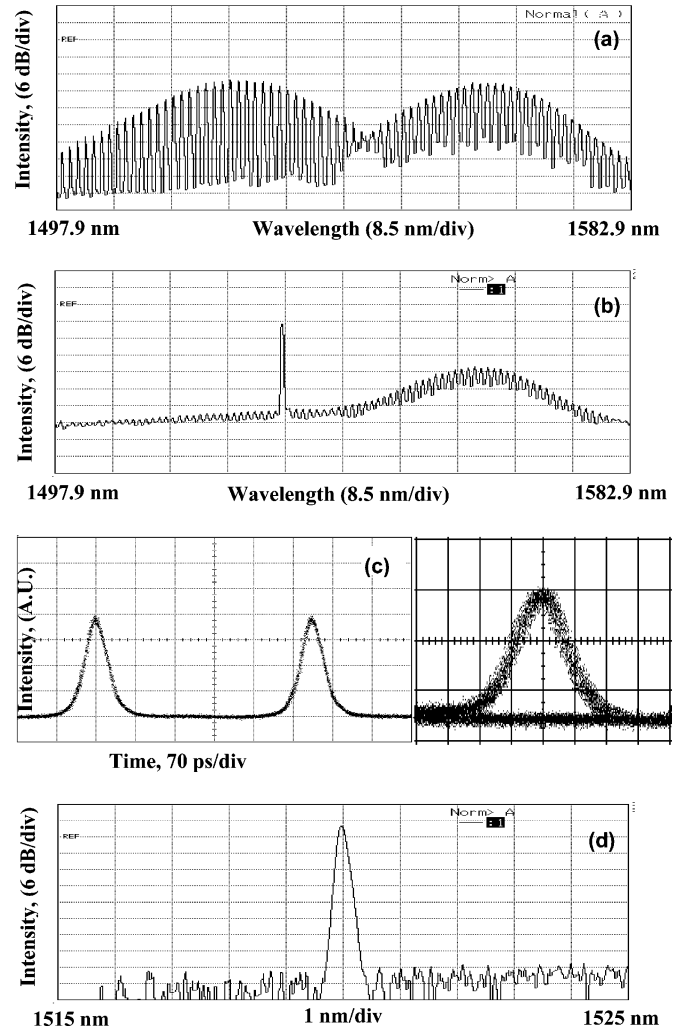 Normal ( A )
REF
(a)
Intensity, (6 dB/div)
1497.9 nm
Wavelength (8.5 nm/div)
1582.9 nm
Norm> A
:1
REF
(b)
Intensity, (6 dB/div)
1497.9 nm
Wavelength (8.5 nm/div)
1582.9 nm
(c)
Intensity, (A.U.)
Time, 70 ps/div
Norm> A
:1
REF
(d)
Intensity, (6 dB/div)
1515 nm
1 nm/div
1525 nm